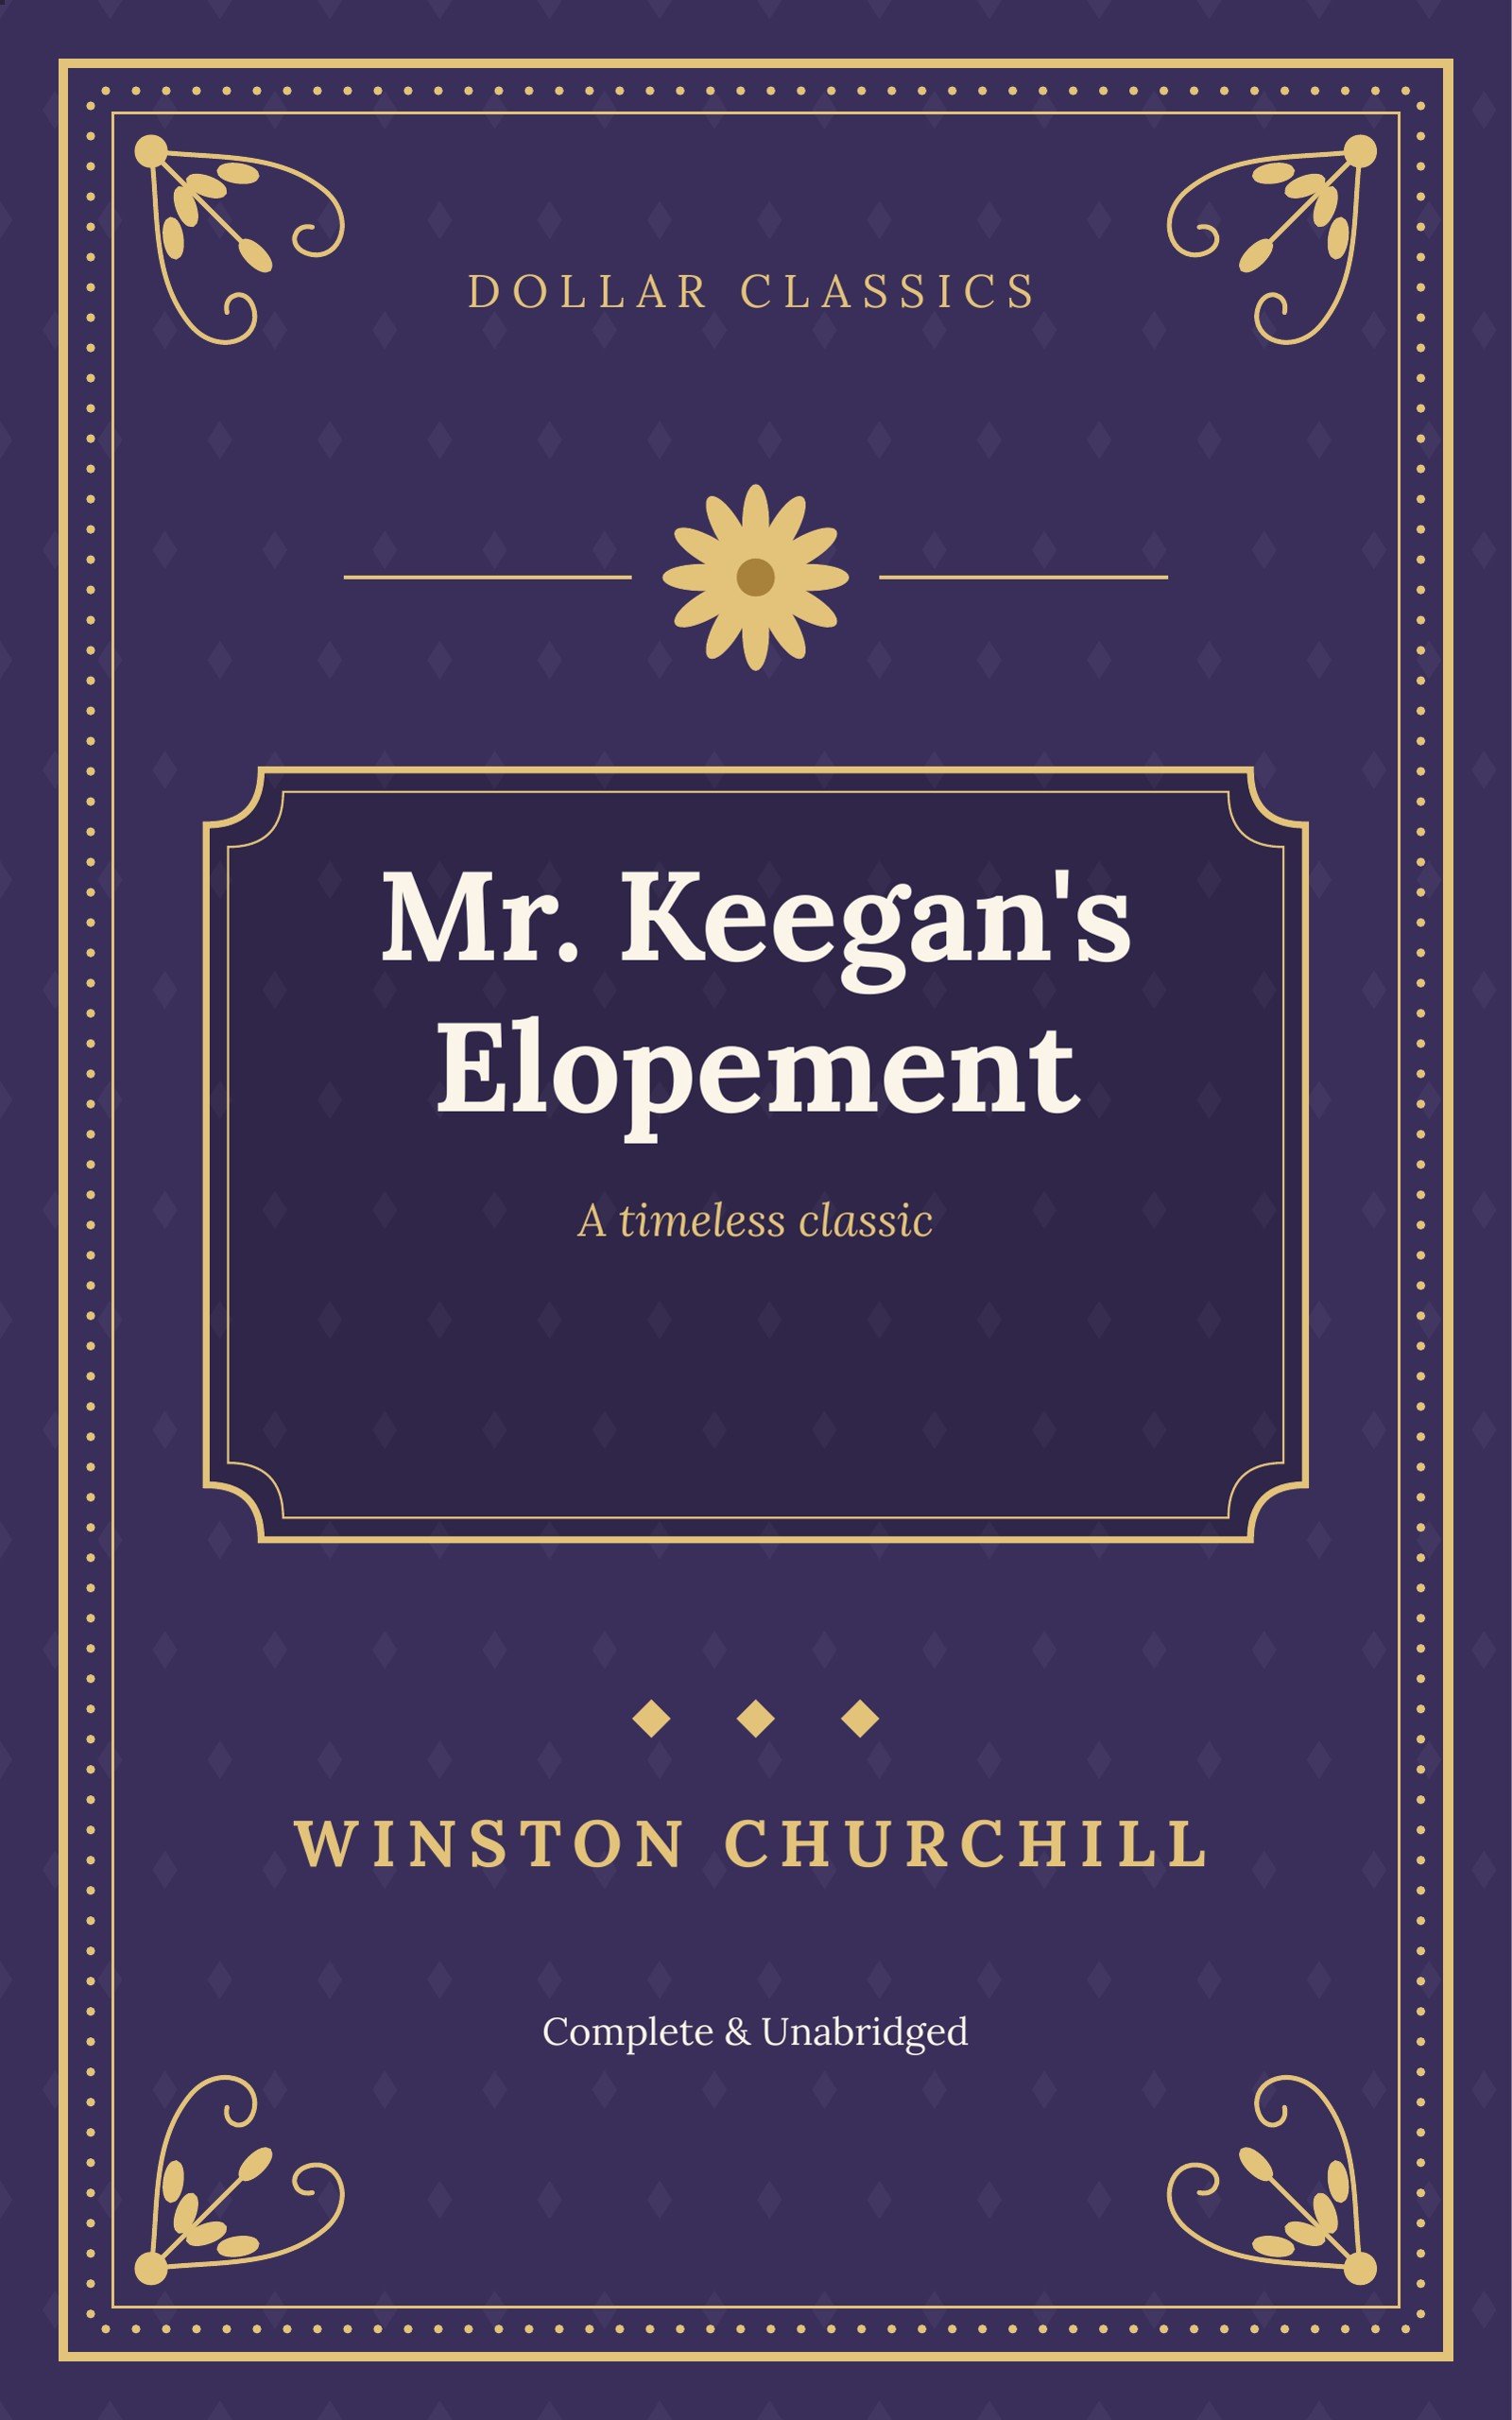 DOLLAR CLASSICS
Mr. Keegan's
Elopement
A timeless classic
WINSTON CHURCHILL
Complete & Unabridged